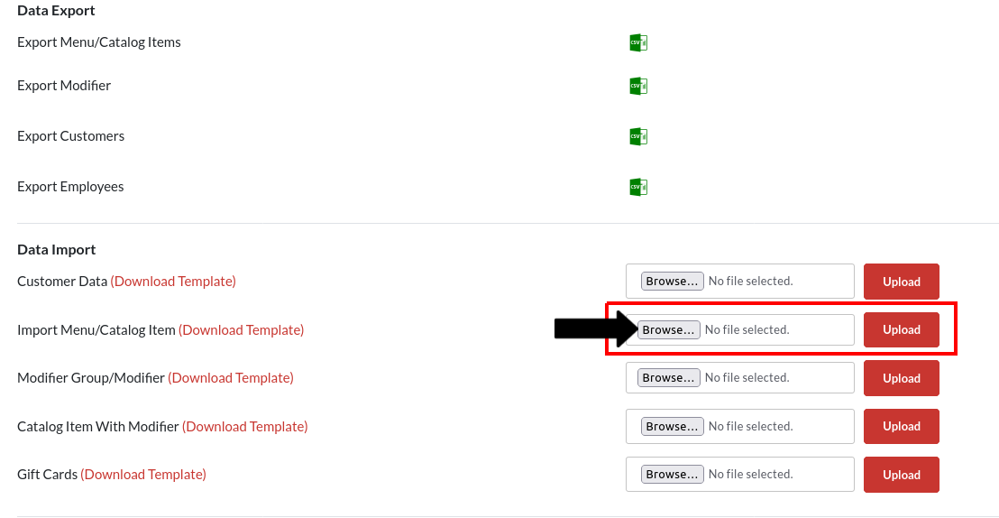 Data Export
Export Menu/Catalog Items
CSV
Export Modifier
CSV
Export Customers
CSV
Export Employees
CSV
Data Import
Customer Data (Download Template) Browse... No file selected. Upload
Import Menu/Catalog Item (Download Template) Browse... No file selected. Upload
Modifier Group/Modifier (Download Template) Browse... No file selected. Upload
Catalog Item With Modifier (Download Template) Browse... No file selected. Upload
Gift Cards (Download Template) Browse... No file selected. Upload